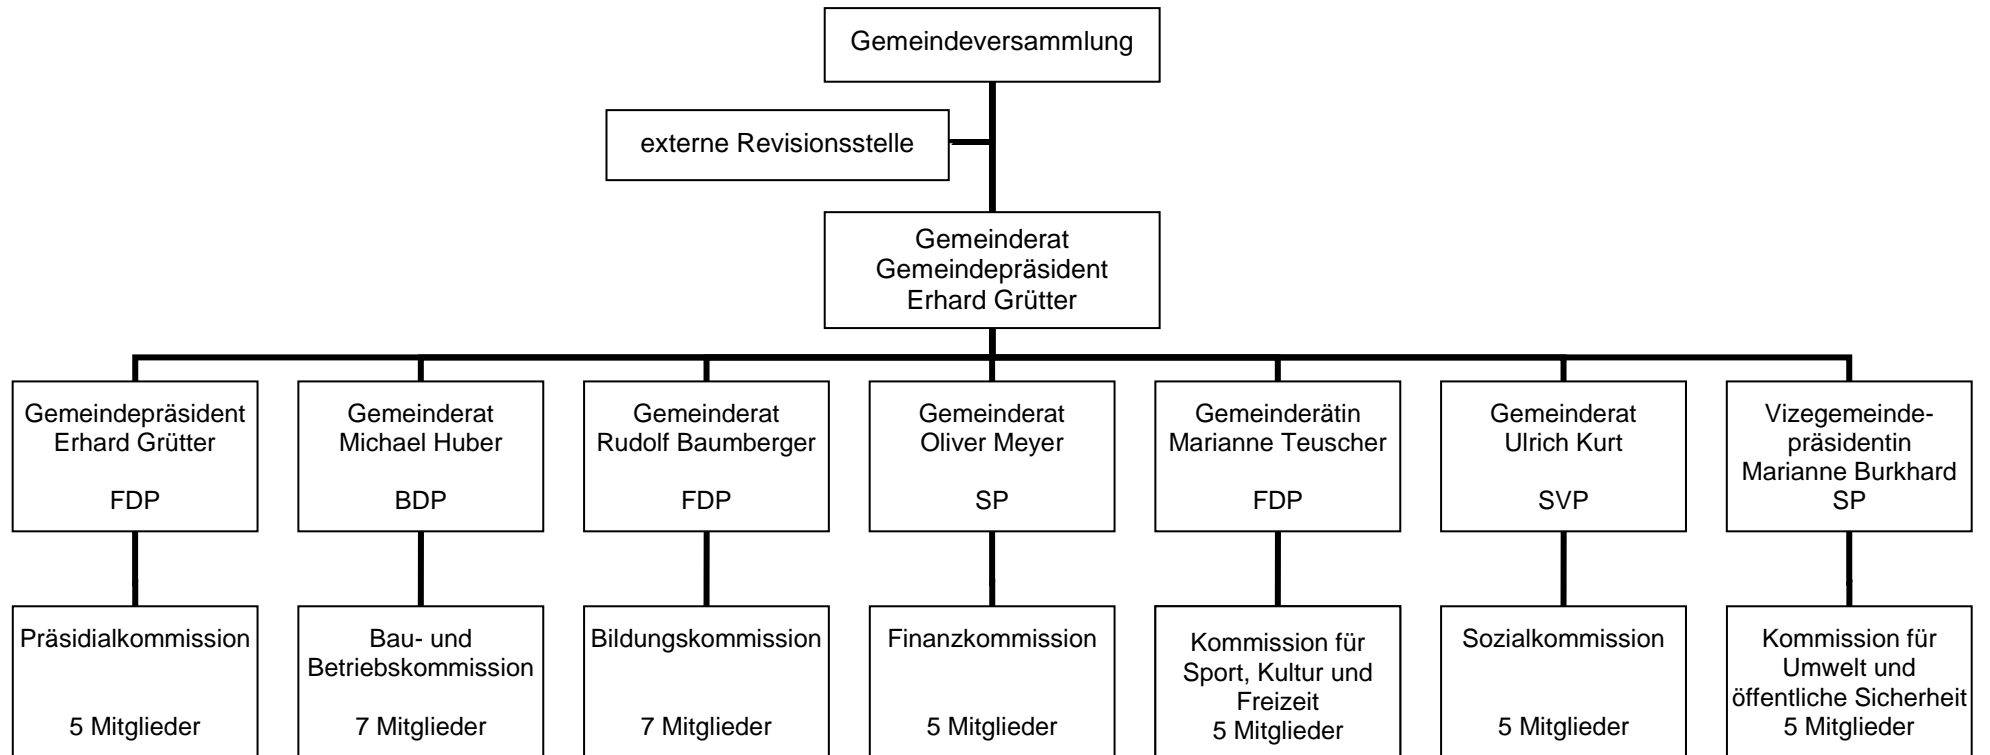 Gemeindeversammlung
externe Revisionsstelle
Gemeinderat
Gemeindepräsident
Erhard Grütter
Gemeindepräsident
Erhard Grütter
FDP
Gemeinderat
Michael Huber
BDP
Gemeinderat
Rudolf Baumberger
FDP
Gemeinderat
Oliver Meyer
SP
Gemeinderätin
Marianne Teuscher
FDP
Gemeinderat
Ulrich Kurt
SVP
Vizegemeinde-
präsidentin
Marianne Burkhard
SP
Präsidialkommission
5 Mitglieder
Bau- und
Betriebskommission
7 Mitglieder
Bildungskommission
7 Mitglieder
Finanzkommission
5 Mitglieder
Kommission für
Sport, Kultur und
Freizeit
5 Mitglieder
Sozialkommission
5 Mitglieder
Kommission für
Umwelt und
öffentliche Sicherheit
5 Mitglieder